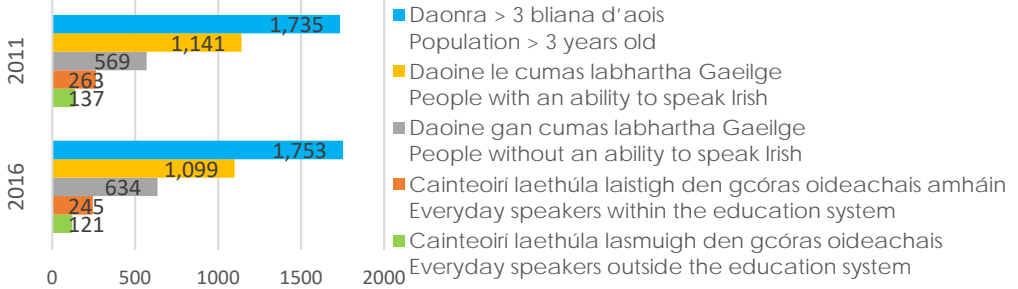 2011
1,735
1,141
569
263
137
2016
1,753
1,099
634
245
121
0 500 1000 1500 2000
Daonra > 3 bliana d'aois
Population > 3 years old
Daoine le cumas labhartha Gaeilge
People with an ability to speak Irish
Daoine gan cumas labhartha Gaeilge
People without an ability to speak Irish
Cainteoirí laethúla laistigh den gcóras oideachais amháin
Everyday speakers within the education system
Cainteoirí laethúla lasmuigh den gcóras oideachais
Everyday speakers outside the education system